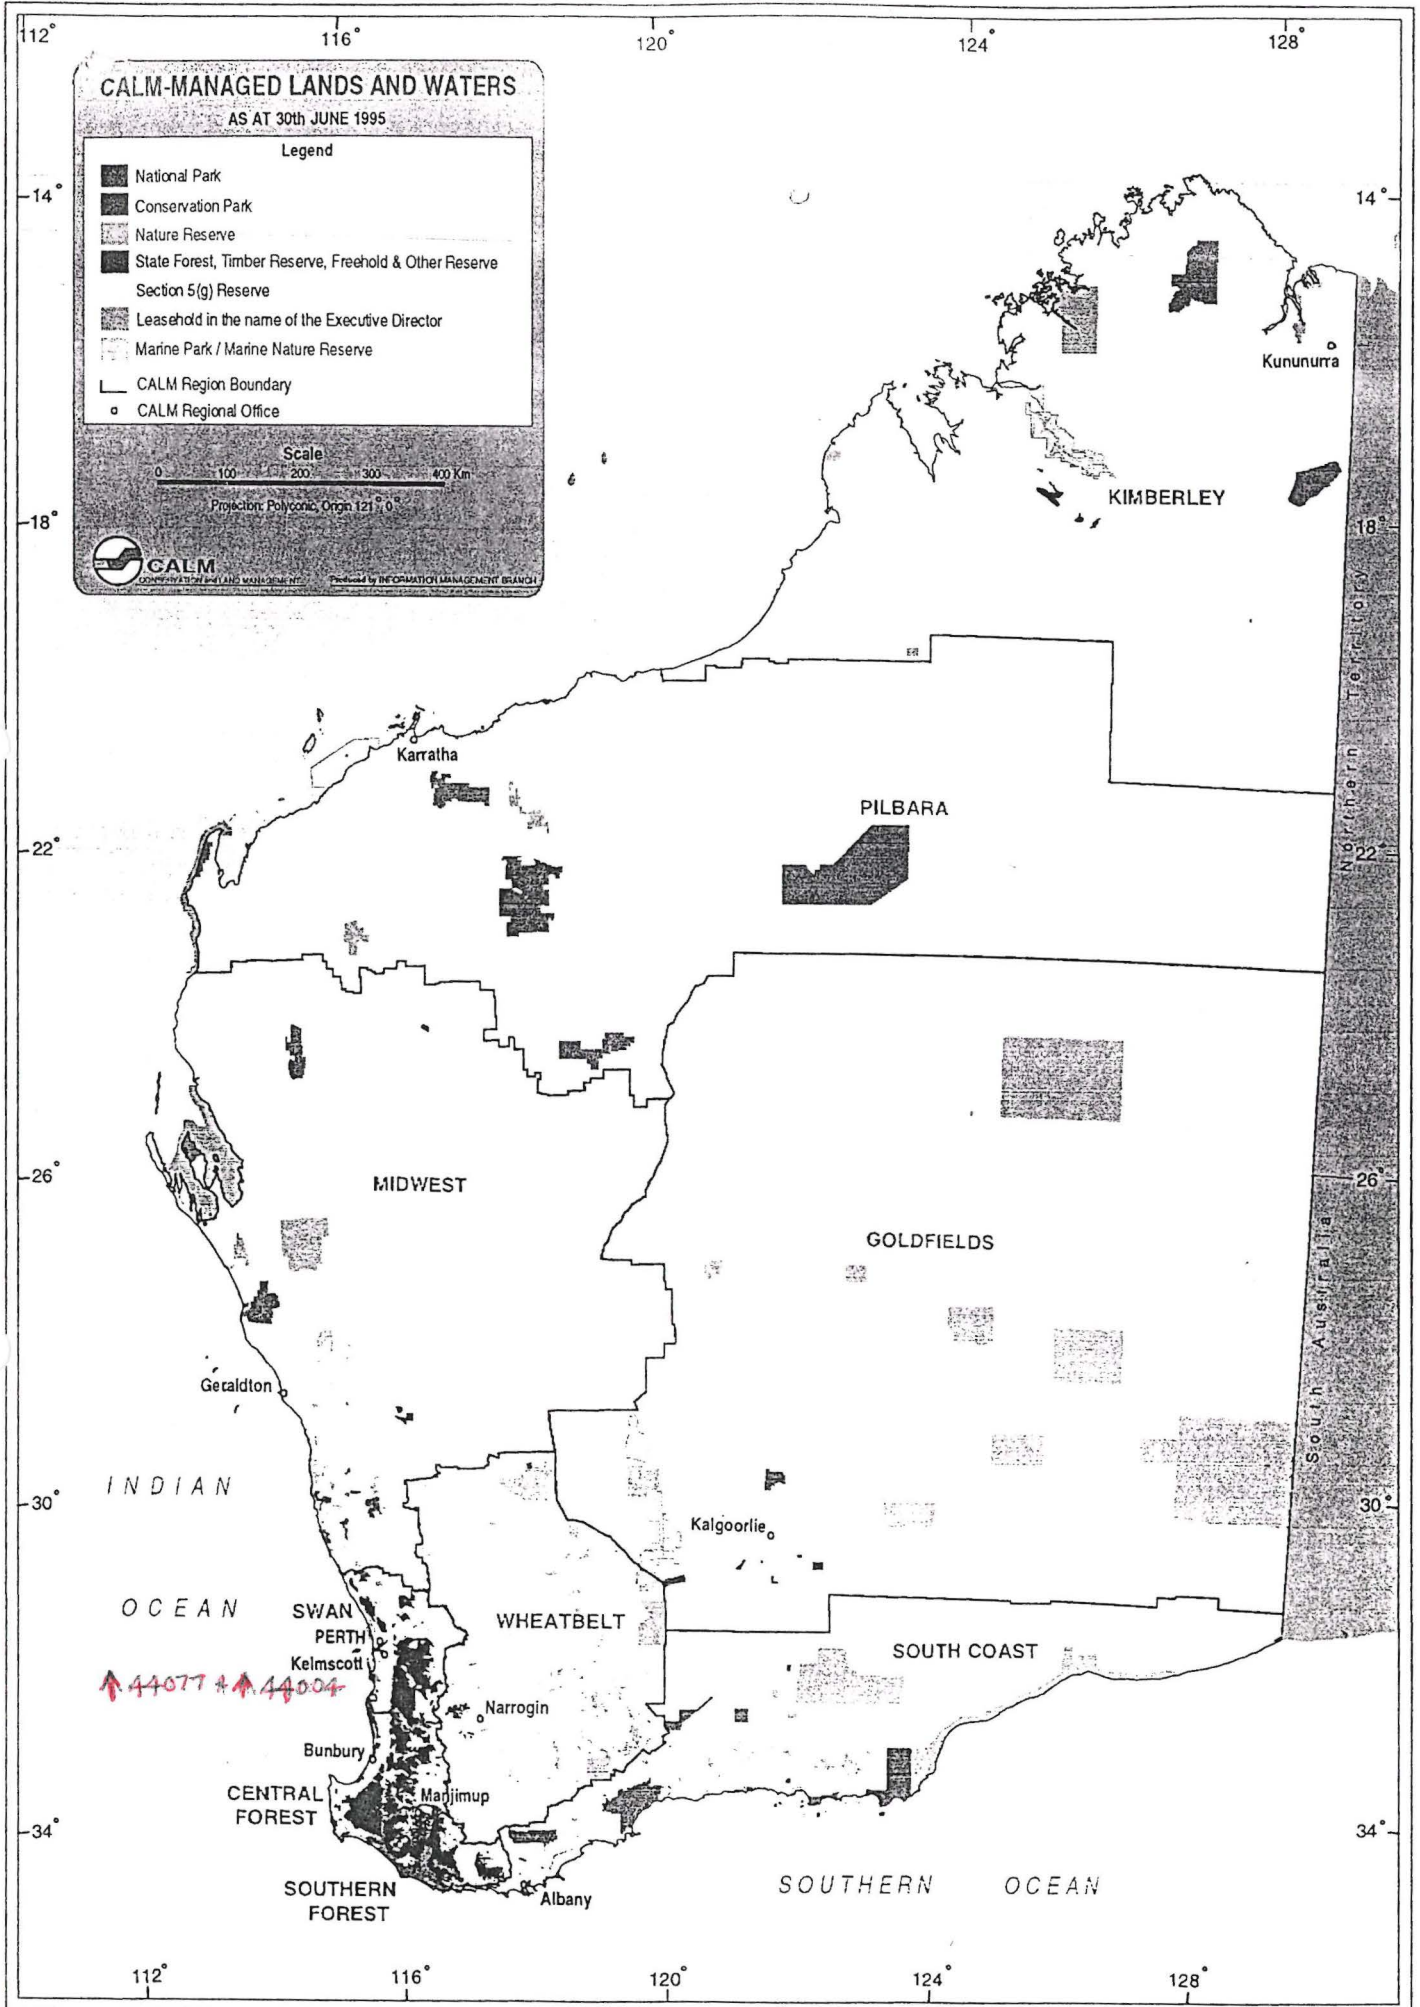 112°
116°
120°
124°
128°
CALM-MANAGED LANDS AND WATERS
AS AT 30th JUNE 1995
Legend
National Park
Conservation Park
Nature Reserve
State Forest, Timber Reserve, Freehold & Other Reserve
Section 5(g) Reserve
Leasehold in the name of the Executive Director
Marine Park / Marine Nature Reserve
CALM Region Boundary
CALM Regional Office
Scale
0 100 200 300 400 Km
Projection: Polyconic, Origin 121° 0°
CALM
CONSERVATION and LAND MANAGEMENT
Produced by INFORMATION MANAGEMENT BRANCH
14°
14°
Kununurra
KIMBERLEY
18°
18°
Northern Territory
Karratha
PILBARA
22°
22°
26°
MIDWEST
26°
GOLDFIELDS
South Australia
Geraldton
INDIAN
30°
Kalgoorlie
30°
OCEAN
SWAN
PERTH
WHEATBELT
Kelmscott
SOUTH COAST
44077 + 44004
Narrogin
Bunbury
CENTRAL
FOREST
Manjimup
34°
34°
SOUTHERN
FOREST
Albany
SOUTHERN OCEAN
112°
116°
120°
124°
128°